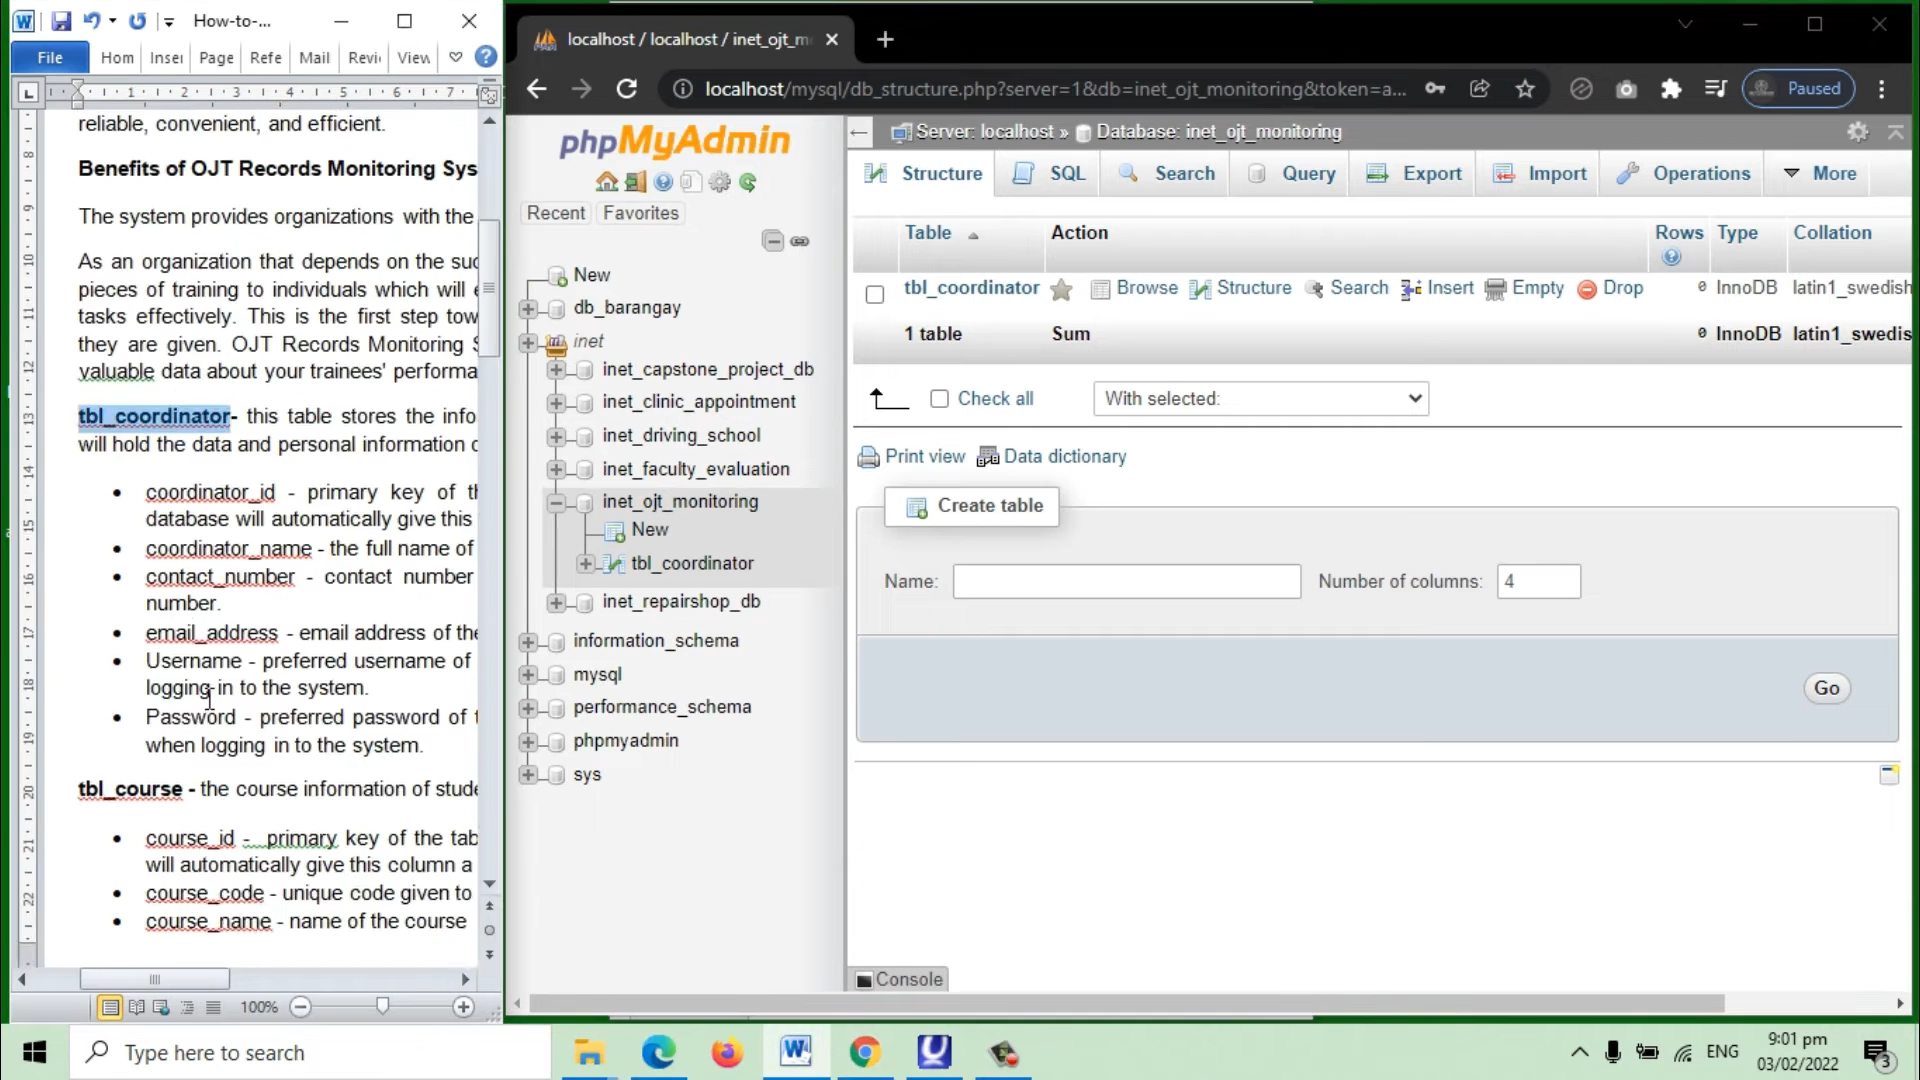 How-to-...
File Hom Insei Page Refe Mail Revi View
reliable, convenient, and efficient.
Benefits of OJT Records Monitoring Sys
The system provides organizations with the
As an organization that depends on the suc
pieces of training to individuals which will e
tasks effectively. This is the first step tow
they are given. OJT Records Monitoring S
valuable data about your trainees' performa
tbl_coordinator- this table stores the info
will hold the data and personal information o
• coordinator_id - primary key of th
database will automatically give this
• coordinator_name - the full name of
• contact_number - contact number
number.
• email_address - email address of the
• Username - preferred username of
logging in to the system.
• Password - preferred password of t
when logging in to the system.
tbl_course - the course information of stude
• course_id - primary key of the tab
will automatically give this column a
• course_code - unique code given to
• course_name - name of the course
100%
localhost / localhost / inet_ojt_m
localhost/mysql/db_structure.php?server=1&db=inet_ojt_monitoring&token=a...
Paused
phpMyAdmin
Recent Favorites
New
db_barangay
inet
inet_capstone_project_db
inet_clinic_appointment
inet_driving_school
inet_faculty_evaluation
inet_ojt_monitoring
New
tbl_coordinator
inet_repairshop_db
information_schema
mysql
performance_schema
phpmyadmin
sys
Server: localhost » Database: inet_ojt_monitoring
Structure SQL Search Query Export Import Operations More
Table Action Rows Type Collation
tbl_coordinator Browse Structure Search Insert Empty Drop 0 InnoDB latin1_swedish
1 table Sum 0 InnoDB latin1_swedis
Check all With selected:
Print view Data dictionary
Create table
Name: Number of columns: 4
Go
Console
Type here to search
ENG
9:01 pm
03/02/2022
3